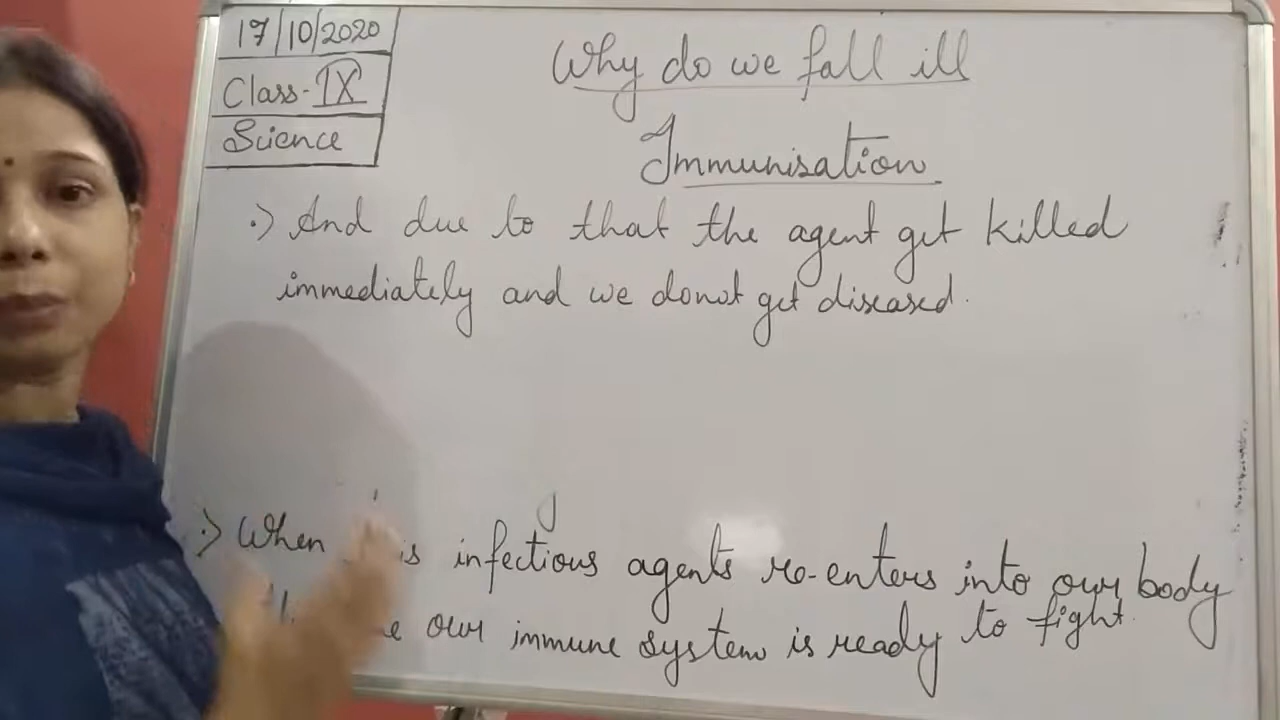 17/10/2020
Class-IX
Science
Why do we fall ill
Immunisation
·> And due to that the agent get killed
immediately and we donot get diseased.
·> When is infectious agents re-enters into our body
our immune system is ready to fight.